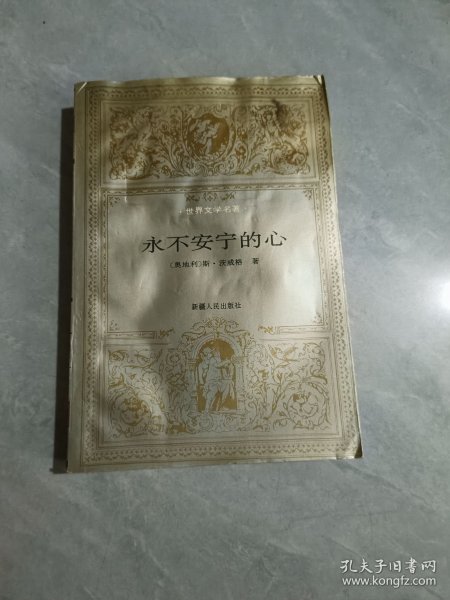 ·世界文学名著·
永不安宁的心
〔奥地利〕斯·茨威格 著
新疆人民出版社
孔夫子旧书网
www.kongfz.com